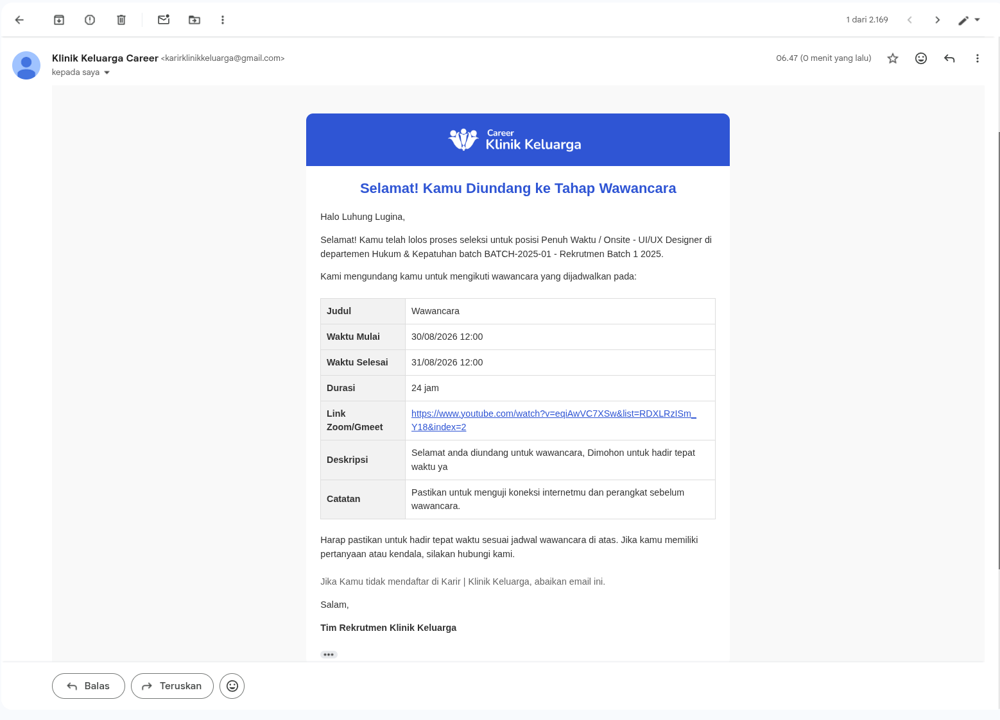 1 dari 2.169
Klinik Keluarga Career <karirklinikkeluarga@gmail.com>
06.47 (0 menit yang lalu)
kepada saya
Career
Klinik Keluarga
Selamat! Kamu Diundang ke Tahap Wawancara
Halo Luhung Lugina,
Selamat! Kamu telah lolos proses seleksi untuk posisi Penuh Waktu / Onsite - UI/UX Designer di
departemen Hukum & Kepatuhan batch BATCH-2025-01 - Rekrutmen Batch 1 2025.
Kami mengundang kamu untuk mengikuti wawancara yang dijadwalkan pada:
Judul
Wawancara
Waktu Mulai
30/08/2026 12:00
Waktu Selesai
31/08/2026 12:00
Durasi
24 jam
Link
Zoom/Gmeet
https://www.youtube.com/watch?v=eqiAwVC7XSw&list=RDXLRzISm_
Y18&index=2
Deskripsi
Selamat anda diundang untuk wawancara, Dimohon untuk hadir tepat
waktu ya
Catatan
Pastikan untuk menguji koneksi internetmu dan perangkat sebelum
wawancara.
Harap pastikan untuk hadir tepat waktu sesuai jadwal wawancara di atas. Jika kamu memiliki
pertanyaan atau kendala, silakan hubungi kami.
Jika Kamu tidak mendaftar di Karir | Klinik Keluarga, abaikan email ini.
Salam,
Tim Rekrutmen Klinik Keluarga
Balas
Teruskan